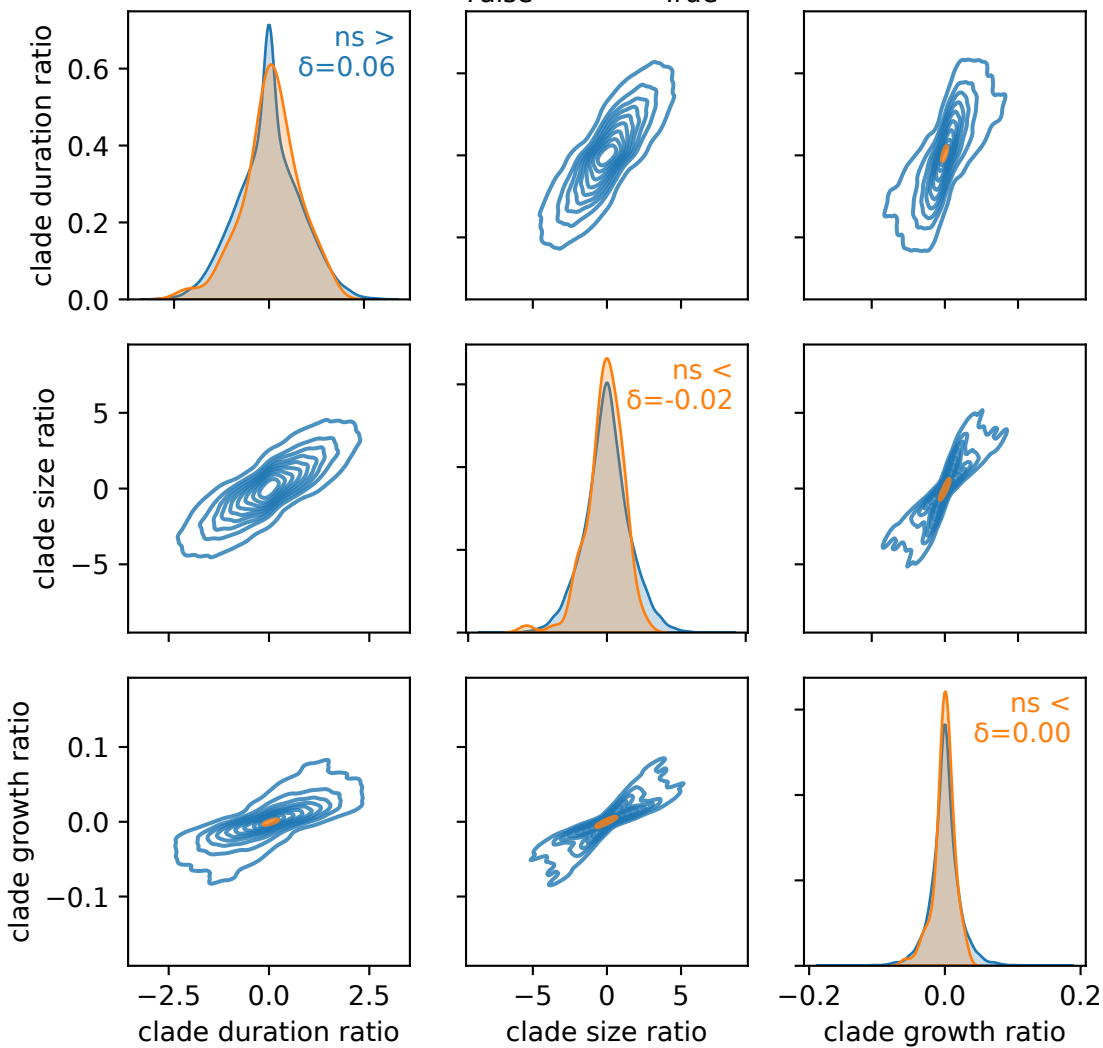 ns >
δ=0.06
clade duration ratio
0.6
0.4
0.2
0.0
−5
0
5
ns <
δ=-0.02
clade size ratio
5
0
−5
ns <
δ=0.00
clade growth ratio
0.1
0.0
−0.1
−2.5
0.0
2.5
−5
0
5
−0.2
0.0
0.2
clade duration ratio
clade size ratio
clade growth ratio